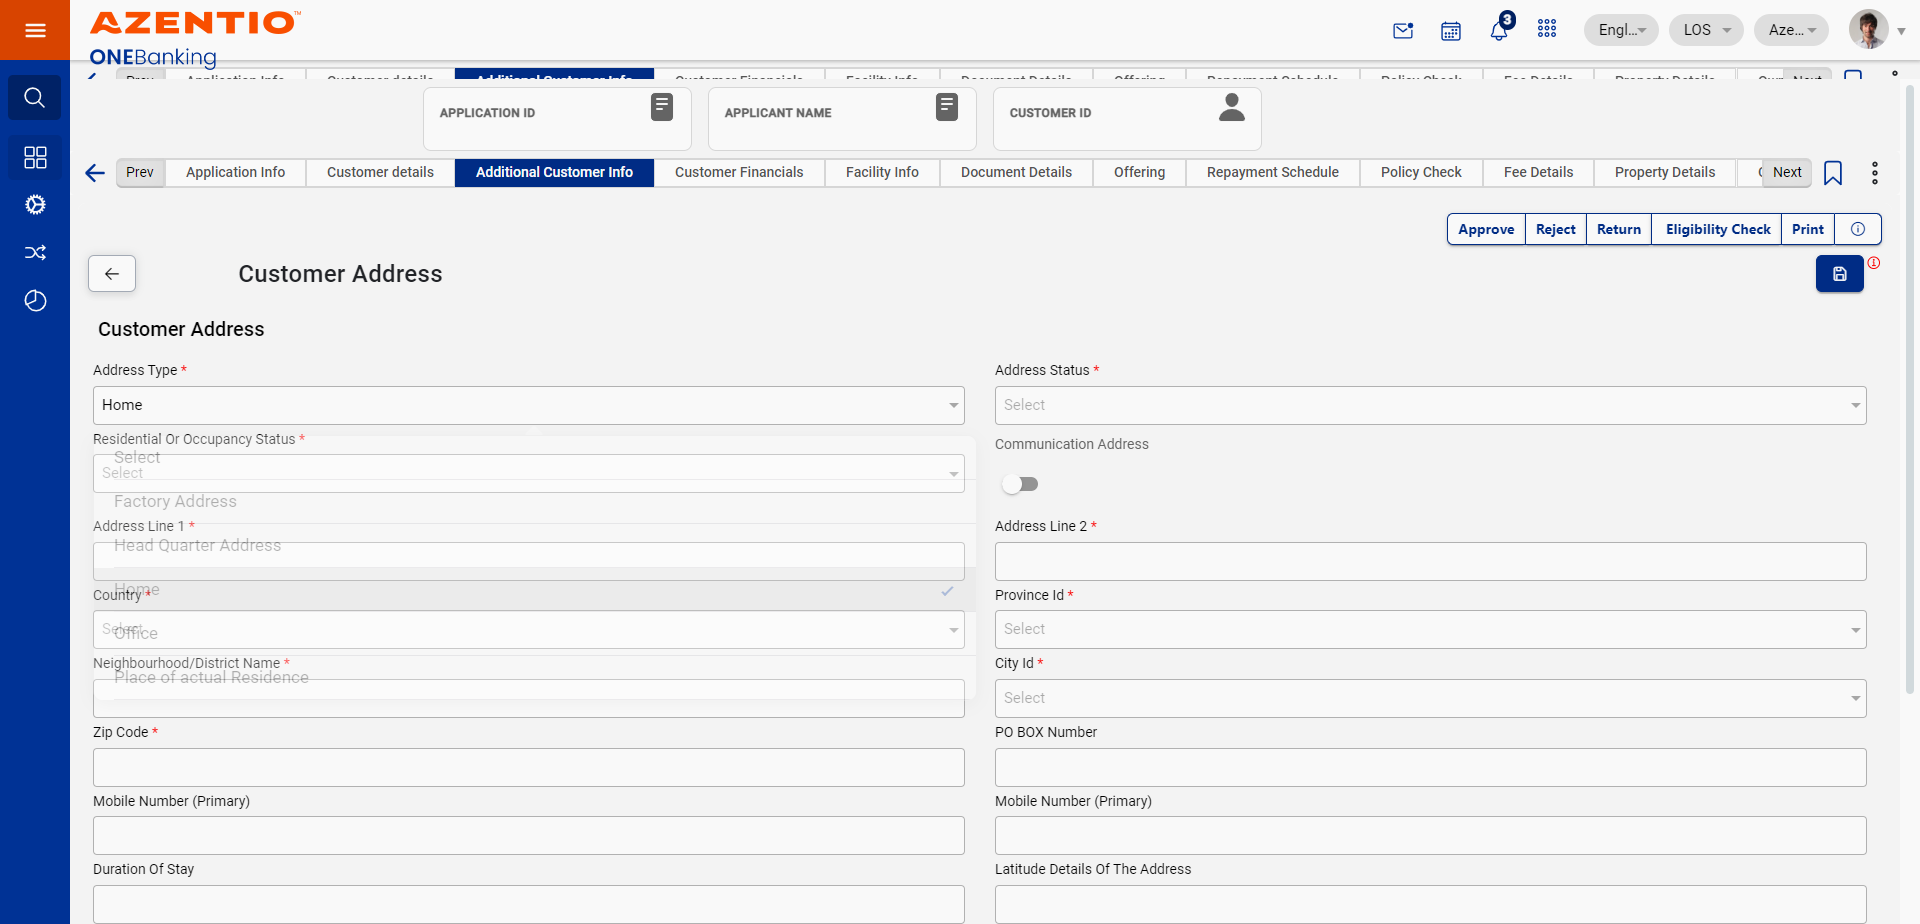 AZENTIO™
ONEBanking
3
Engl...
LOS
Aze...
Prev
Application Info
Customer details
Additional Customer Info
Customer Financials
Facility Info
Document Details
Offering
Repayment Schedule
Policy Check
Fee Details
Property Details
Next
APPLICATION ID
APPLICANT NAME
CUSTOMER ID
Prev
Application Info
Customer details
Additional Customer Info
Customer Financials
Facility Info
Document Details
Offering
Repayment Schedule
Policy Check
Fee Details
Property Details
Next
Approve
Reject
Return
Eligibility Check
Print
Customer Address
Customer Address
Address Type *
Address Status *
Home
Select
Residential Or Occupancy Status *
Communication Address
Select
Select
Factory Address
Address Line 1 *
Address Line 2 *
Head Quarter Address
Home
Country *
Province Id *
Select
Office
Select
Neighbourhood/District Name *
City Id *
Place of actual Residence
Select
Zip Code *
PO BOX Number
Mobile Number (Primary)
Mobile Number (Primary)
Duration Of Stay
Latitude Details Of The Address